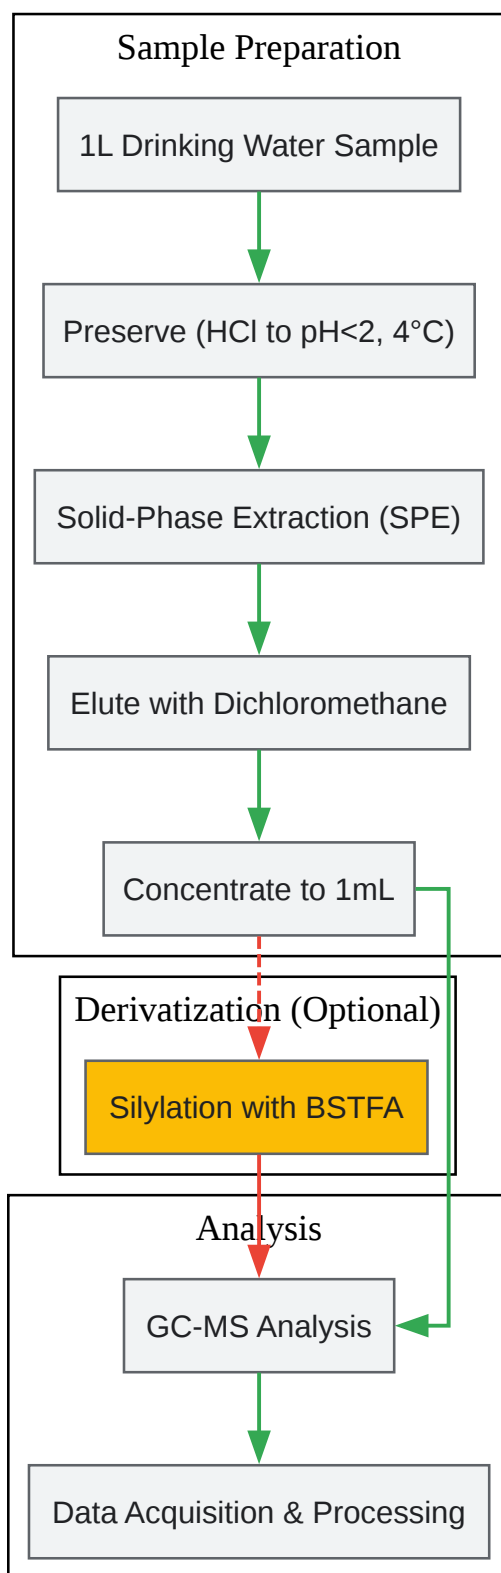 Sample Preparation
1L Drinking Water Sample
Preserve (HCl to pH<2, 4°C)
Solid-Phase Extraction (SPE)
Elute with Dichloromethane
Concentrate to 1mL
Derivatization (Optional)
Silylation with BSTFA
Analysis
GC-MS Analysis
Data Acquisition & Processing